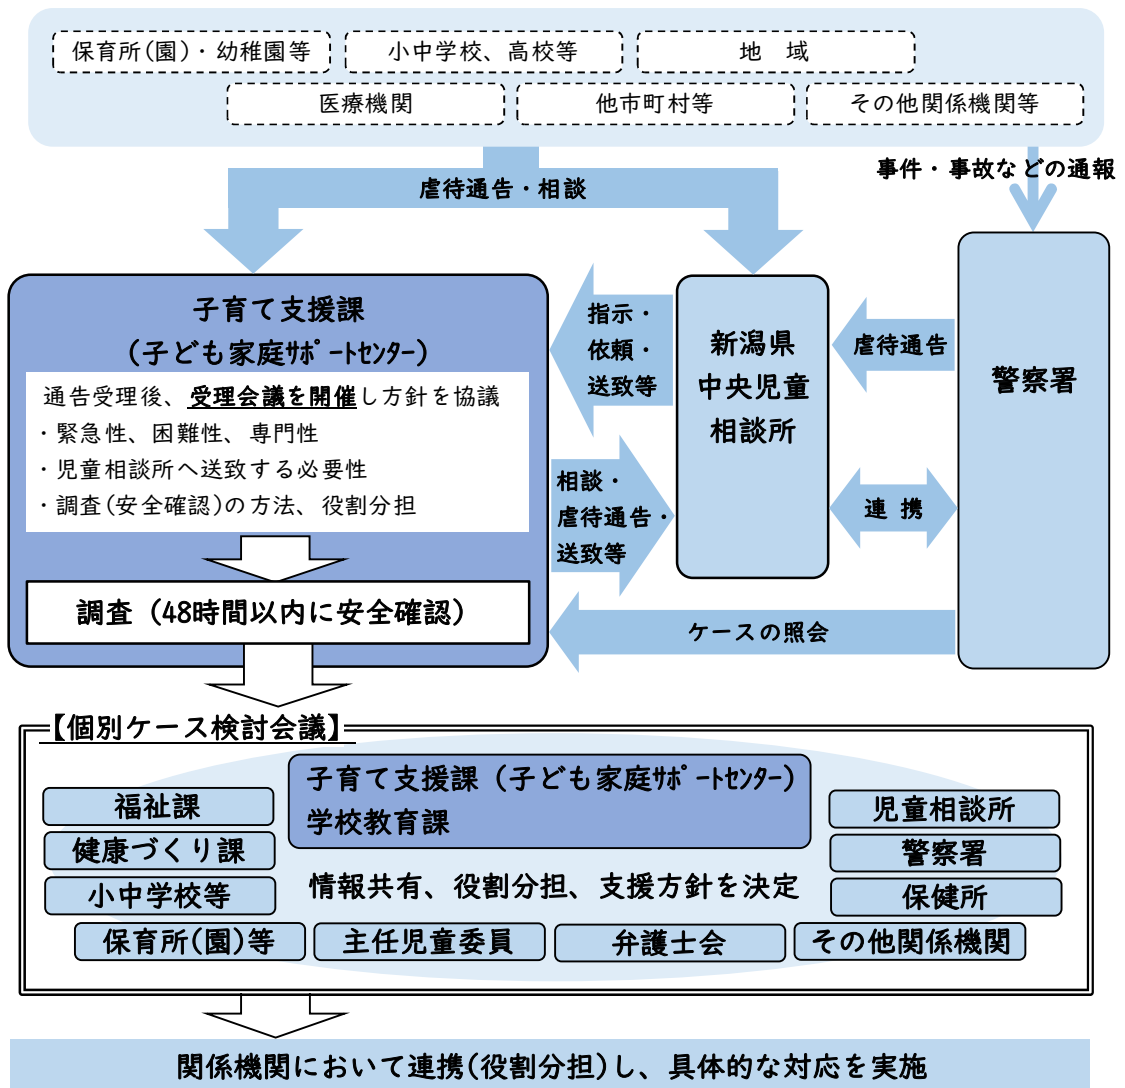 保育所(園)・幼稚園等
小中学校、高校等
地　域
医療機関
他市町村等
その他関係機関等
事件・事故などの通報
虐待通告・相談
子育て支援課
（子ども家庭ｻﾎﾟｰﾄｾﾝﾀｰ）
通告受理後、受理会議を開催し方針を協議
・緊急性、困難性、専門性
・児童相談所へ送致する必要性
・調査(安全確認)の方法、役割分担
調査（48時間以内に安全確認）
指示・
依頼・
送致等
相談・
虐待通告・
送致等
新潟県
中央児童
相談所
虐待通告
連 携
警察署
ケースの照会
【個別ケース検討会議】
子育て支援課（子ども家庭ｻﾎﾟｰﾄｾﾝﾀｰ）
学校教育課
福祉課
健康づくり課
小中学校等
児童相談所
警察署
保健所
情報共有、役割分担、支援方針を決定
保育所(園)等
主任児童委員
弁護士会
その他関係機関
関係機関において連携(役割分担)し、具体的な対応を実施